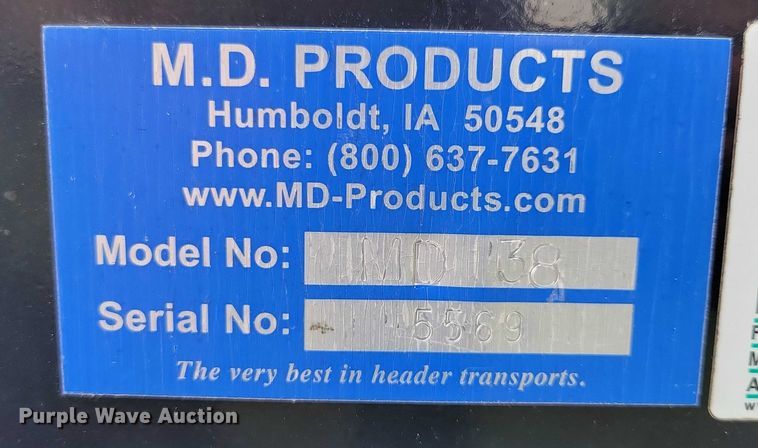 M.D. PRODUCTS
Humboldt, IA 50548
Phone: (800) 637-7631
www.MD-Products.com
Model No: MD 38
Serial No: 5569
The very best in header transports.
F
M
A
w
Purple Wave Auction